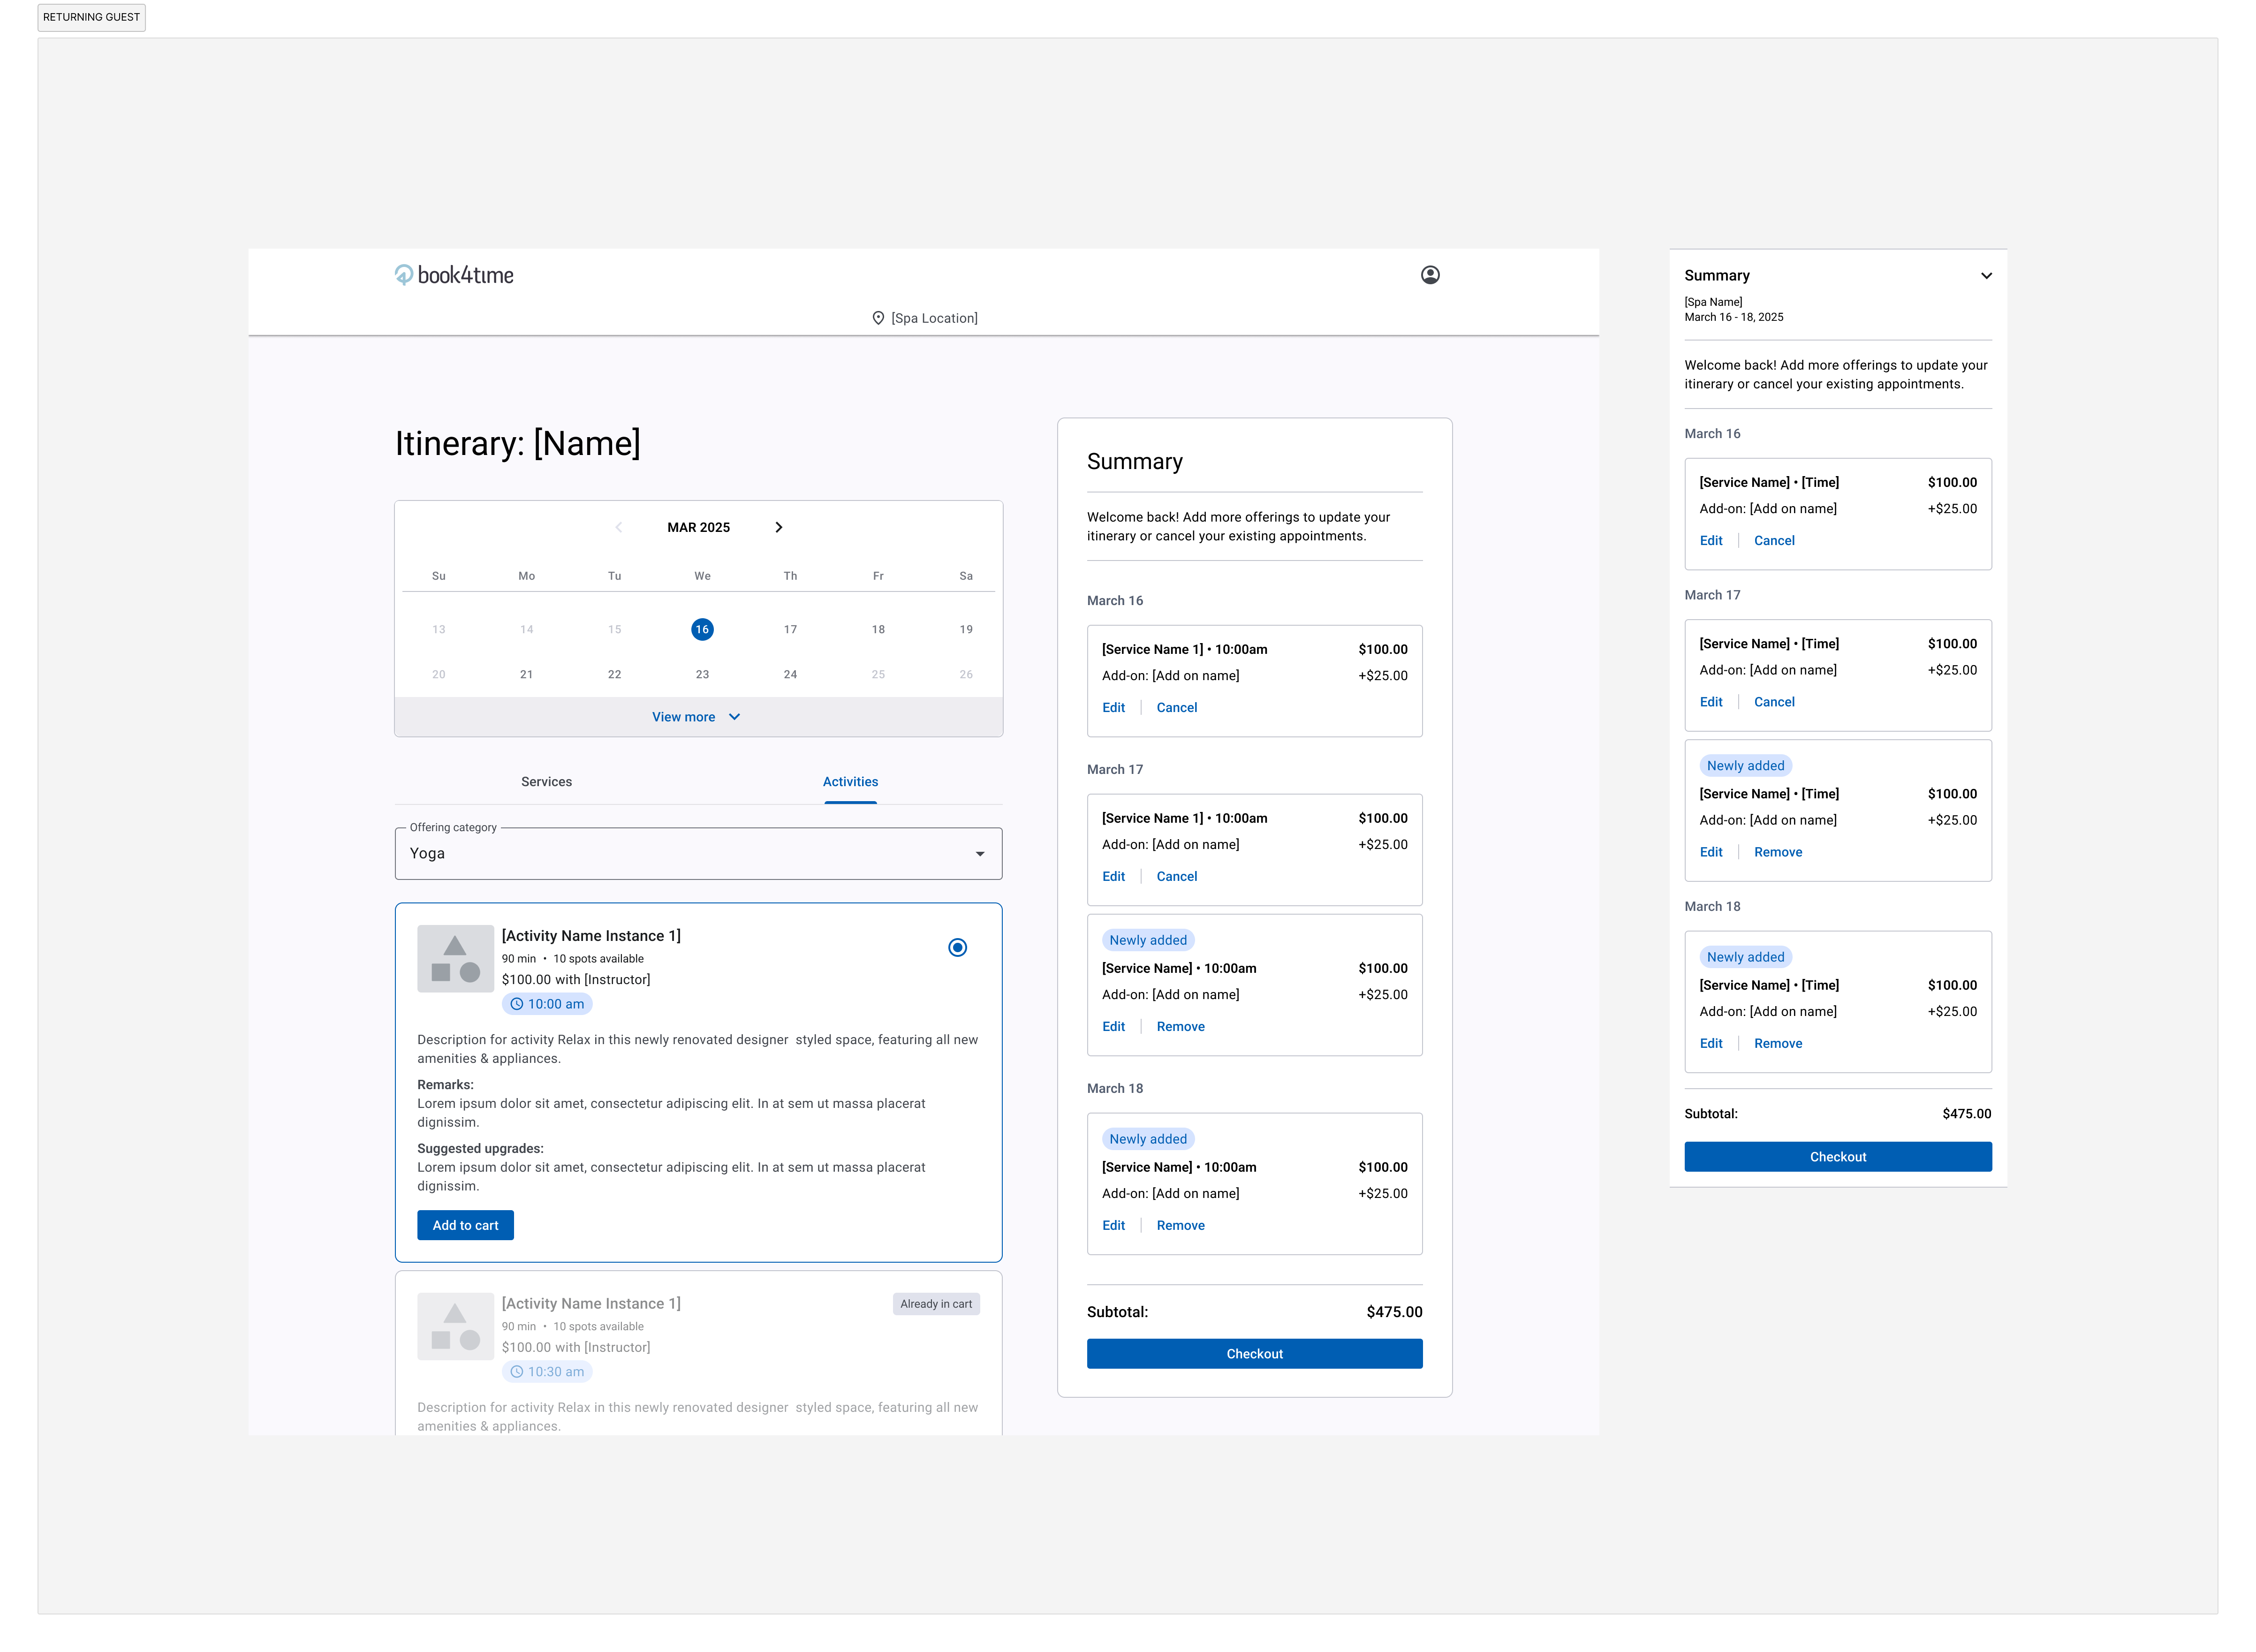 RETURNING GUEST
book4time
[Spa Location]
Itinerary: [Name]
MAR 2025
Su Mo Tu We Th Fr Sa
13 14 15 16 17 18 19
20 21 22 23 24 25 26
View more
Services Activities
Offering category
Yoga
[Activity Name Instance 1]
90 min • 10 spots available
$100.00 with [Instructor]
10:00 am
Description for activity Relax in this newly renovated designer styled space, featuring all new
amenities & appliances.
Remarks:
Lorem ipsum dolor sit amet, consectetur adipiscing elit. In at sem ut massa placerat
dignissim.
Suggested upgrades:
Lorem ipsum dolor sit amet, consectetur adipiscing elit. In at sem ut massa placerat
dignissim.
Add to cart
[Activity Name Instance 1] Already in cart
90 min • 10 spots available
$100.00 with [Instructor]
10:30 am
Description for activity Relax in this newly renovated designer styled space, featuring all new
amenities & appliances.
Summary
Welcome back! Add more offerings to update your
itinerary or cancel your existing appointments.
March 16
[Service Name 1] • 10:00am $100.00
Add-on: [Add on name] +$25.00
Edit | Cancel
March 17
[Service Name 1] • 10:00am $100.00
Add-on: [Add on name] +$25.00
Edit | Cancel
Newly added
[Service Name] • 10:00am $100.00
Add-on: [Add on name] +$25.00
Edit | Remove
March 18
Newly added
[Service Name] • 10:00am $100.00
Add-on: [Add on name] +$25.00
Edit | Remove
Subtotal: $475.00
Checkout
Summary
[Spa Name]
March 16 - 18, 2025
Welcome back! Add more offerings to update your
itinerary or cancel your existing appointments.
March 16
[Service Name] • [Time] $100.00
Add-on: [Add on name] +$25.00
Edit | Cancel
March 17
[Service Name] • [Time] $100.00
Add-on: [Add on name] +$25.00
Edit | Cancel
Newly added
[Service Name] • [Time] $100.00
Add-on: [Add on name] +$25.00
Edit | Remove
March 18
Newly added
[Service Name] • [Time] $100.00
Add-on: [Add on name] +$25.00
Edit | Remove
Subtotal: $475.00
Checkout